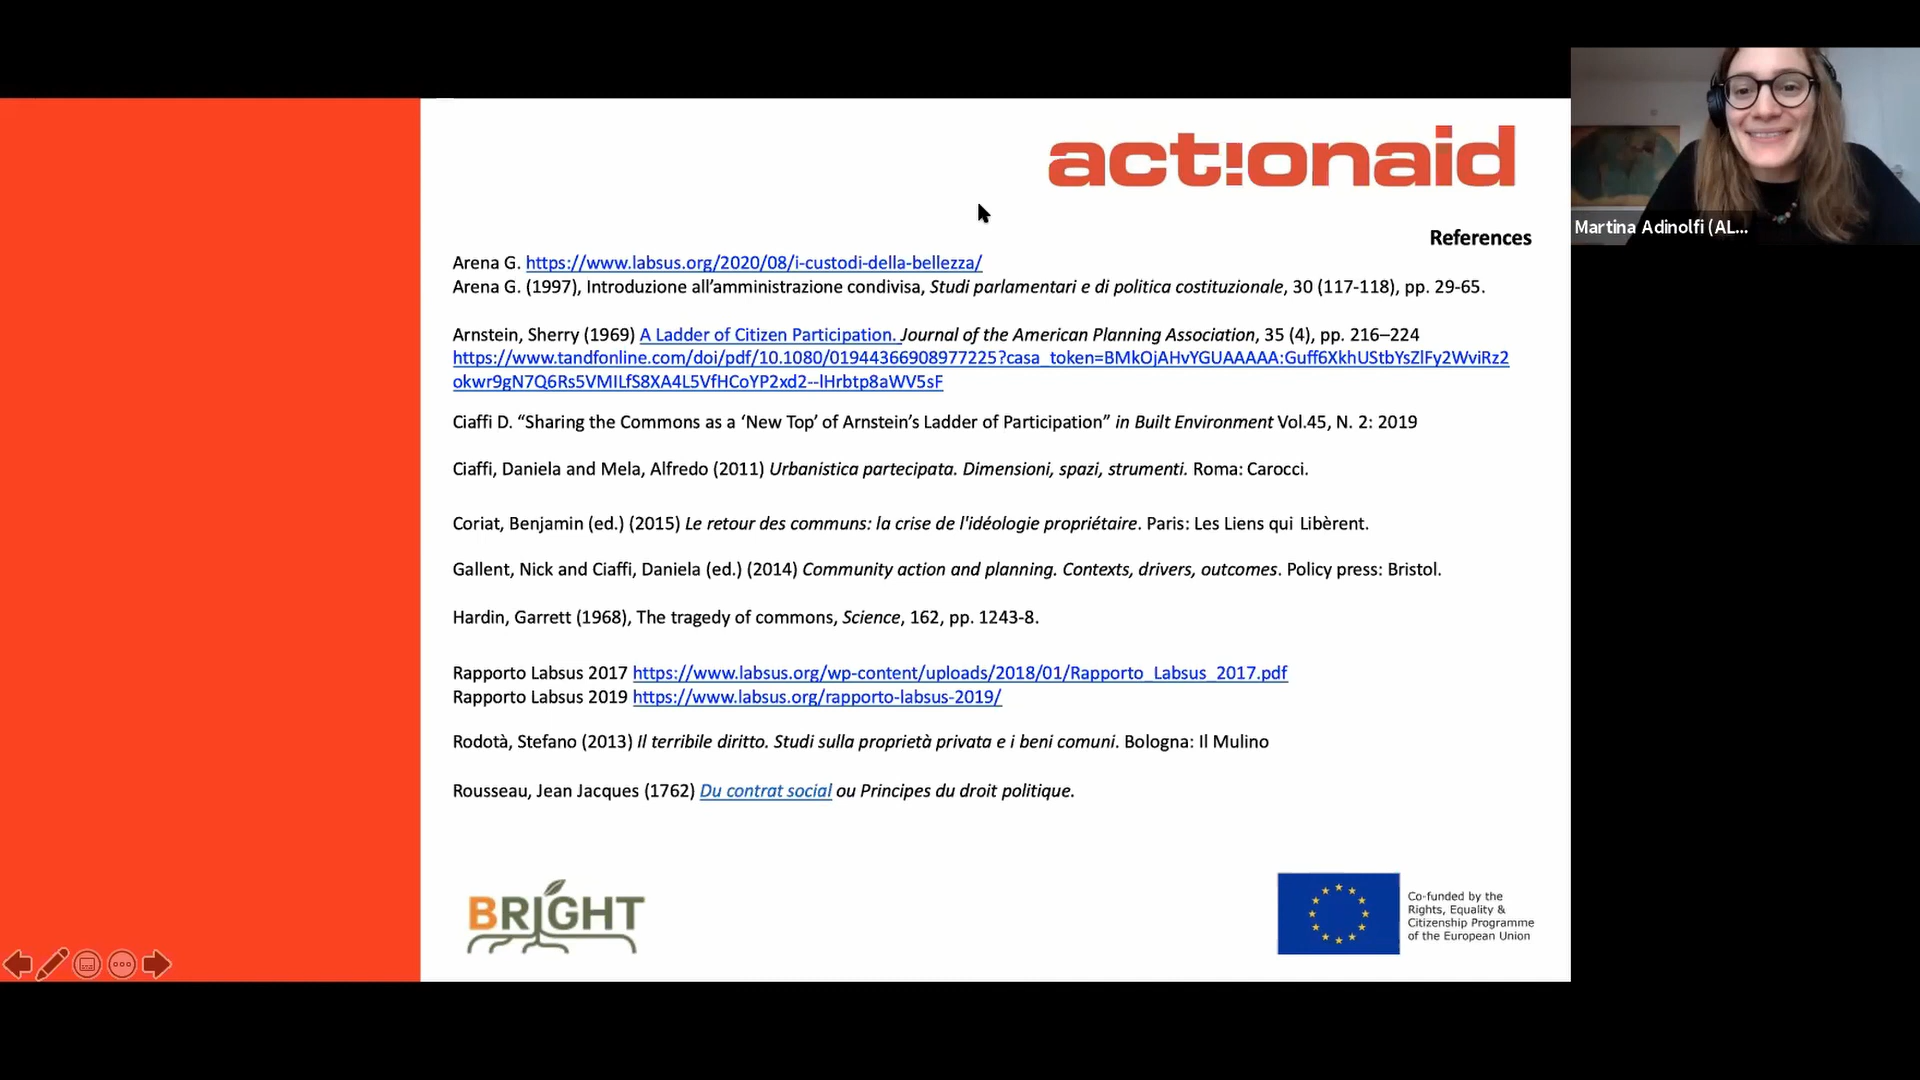 act!onaid
Martina Adinolfi (AL...
References
Arena G. https://www.labsus.org/2020/08/i-custodi-della-bellezza/
Arena G. (1997), Introduzione all’amministrazione condivisa, Studi parlamentari e di politica costituzionale, 30 (117-118), pp. 29-65.
Arnstein, Sherry (1969) A Ladder of Citizen Participation. Journal of the American Planning Association, 35 (4), pp. 216–224
https://www.tandfonline.com/doi/pdf/10.1080/01944366908977225?casa_token=BMkOjAHvYGUAAAAA:Guff6XkhUStbYsZlFy2WviRz2
okwr9gN7Q6Rs5VMILfS8XA4L5VfHCoYP2xd2--lHrbtp8aWV5sF
Ciaffi D. “Sharing the Commons as a ‘New Top’ of Arnstein’s Ladder of Participation” in Built Environment Vol.45, N. 2: 2019
Ciaffi, Daniela and Mela, Alfredo (2011) Urbanistica partecipata. Dimensioni, spazi, strumenti. Roma: Carocci.
Coriat, Benjamin (ed.) (2015) Le retour des communs: la crise de l'idéologie propriétaire. Paris: Les Liens qui Libèrent.
Gallent, Nick and Ciaffi, Daniela (ed.) (2014) Community action and planning. Contexts, drivers, outcomes. Policy press: Bristol.
Hardin, Garrett (1968), The tragedy of commons, Science, 162, pp. 1243-8.
Rapporto Labsus 2017 https://www.labsus.org/wp-content/uploads/2018/01/Rapporto_Labsus_2017.pdf
Rapporto Labsus 2019 https://www.labsus.org/rapporto-labsus-2019/
Rodotà, Stefano (2013) Il terribile diritto. Studi sulla proprietà privata e i beni comuni. Bologna: Il Mulino
Rousseau, Jean Jacques (1762) Du contrat social ou Principes du droit politique.
BRIGHT
Co-funded by the
Rights, Equality &
Citizenship Programme
of the European Union